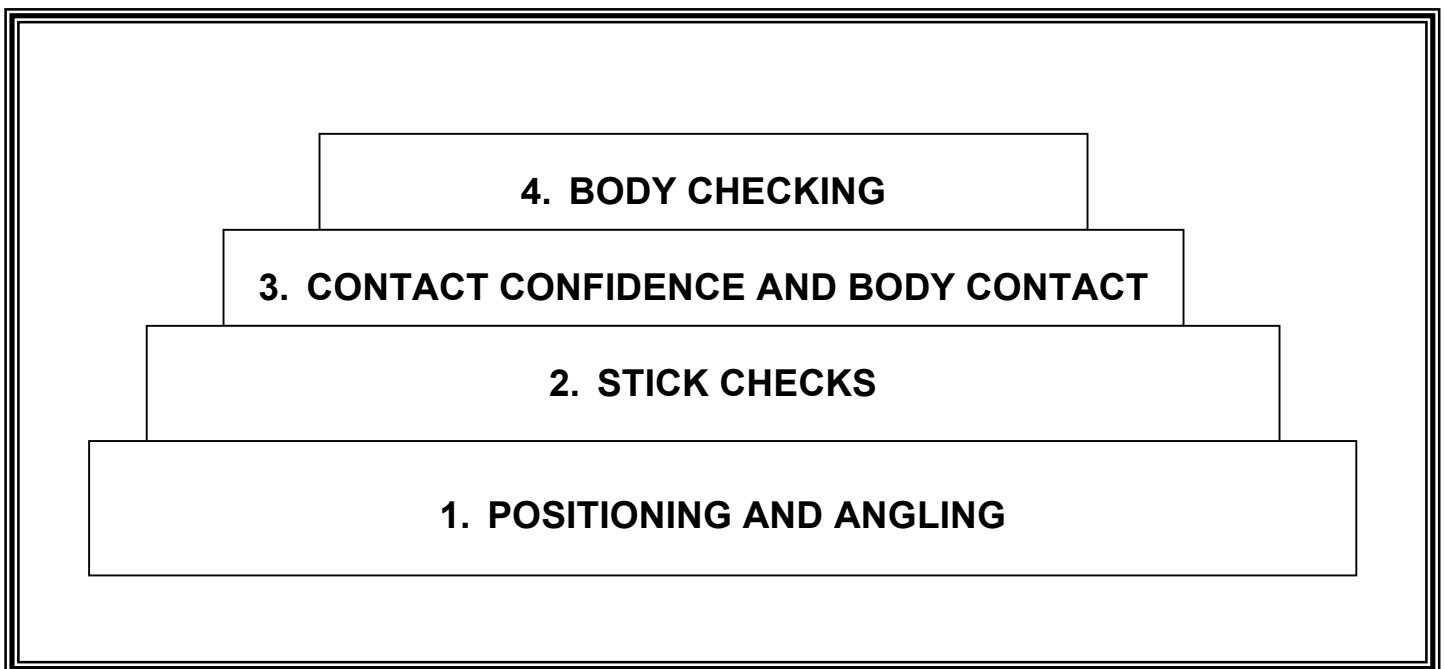 4. BODY CHECKING
3. CONTACT CONFIDENCE AND BODY CONTACT
2. STICK CHECKS
1. POSITIONING AND ANGLING